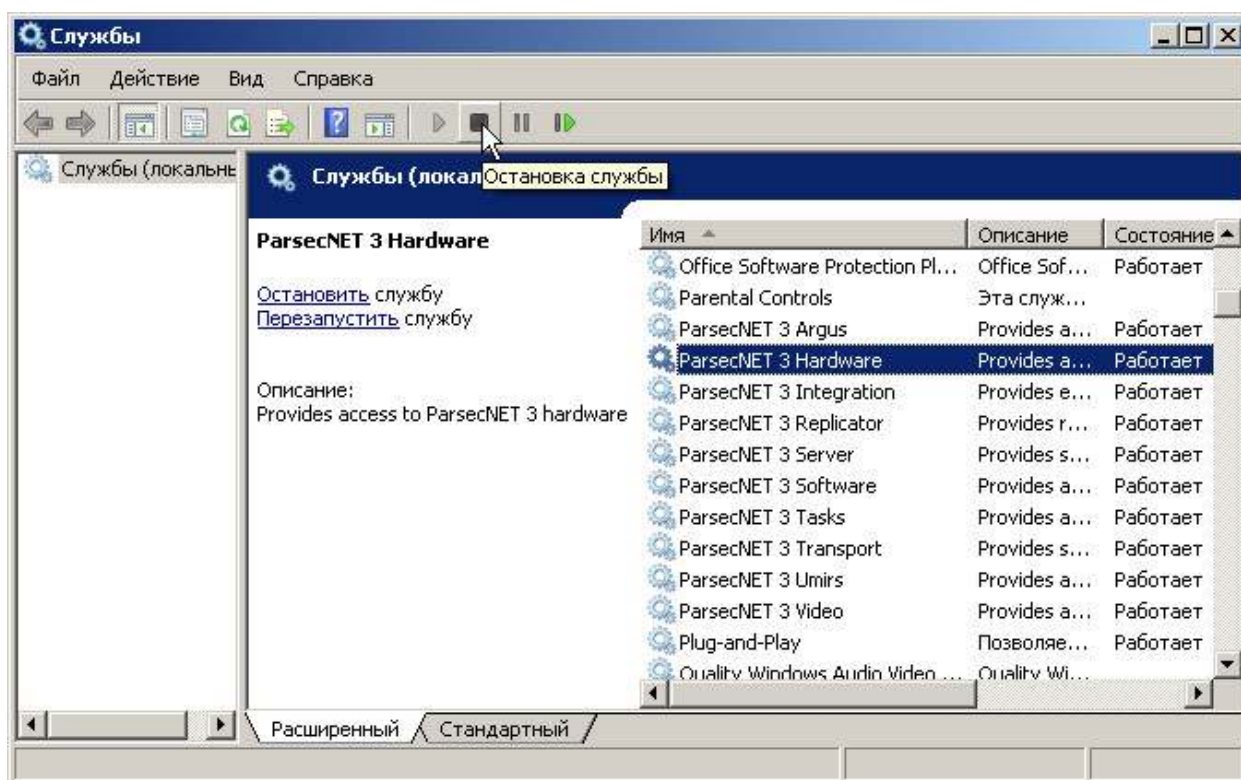 Службы
Файл Действие Вид Справка
Остановка службы
Службы (локальнь
Службы (локал
ParsecNET 3 Hardware
Остановить службу
Перезапустить службу
Описание:
Provides access to ParsecNET 3 hardware
Имя Описание Состояние
Office Software Protection Pl... Office Sof... Работает
Parental Controls Эта служ...
ParsecNET 3 Argus Provides a... Работает
ParsecNET 3 Hardware Provides a... Работает
ParsecNET 3 Integration Provides e... Работает
ParsecNET 3 Replicator Provides r... Работает
ParsecNET 3 Server Provides s... Работает
ParsecNET 3 Software Provides a... Работает
ParsecNET 3 Tasks Provides a... Работает
ParsecNET 3 Transport Provides s... Работает
ParsecNET 3 Umirs Provides a... Работает
ParsecNET 3 Video Provides a... Работает
Plug-and-Play Позволяе... Работает
Quality Windows Audio Video ... Quality Wi...
Расширенный Стандартный